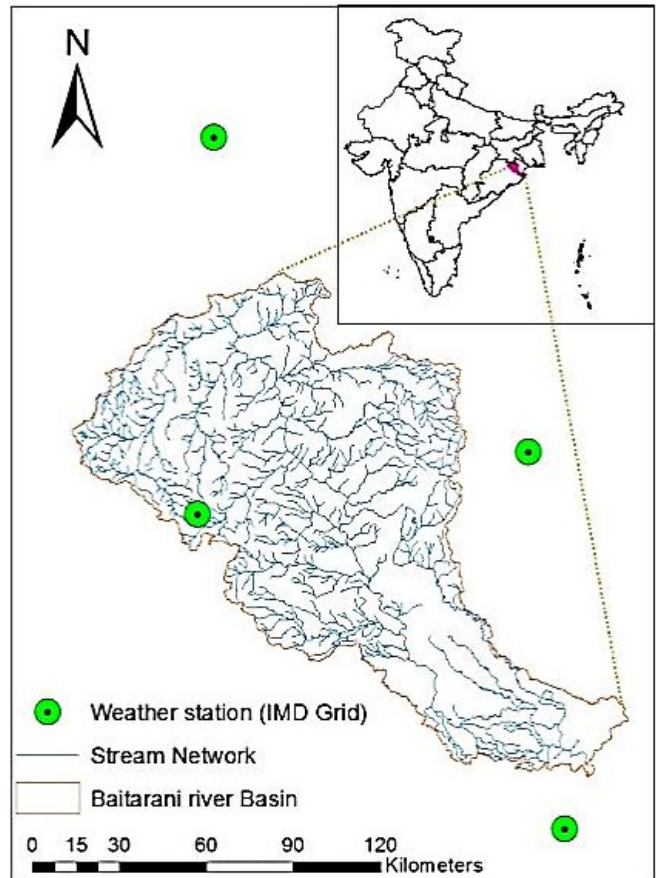 N
Weather station (IMD Grid)
Stream Network
Baitarani river Basin
0 15 30 60 90 120
Kilometers